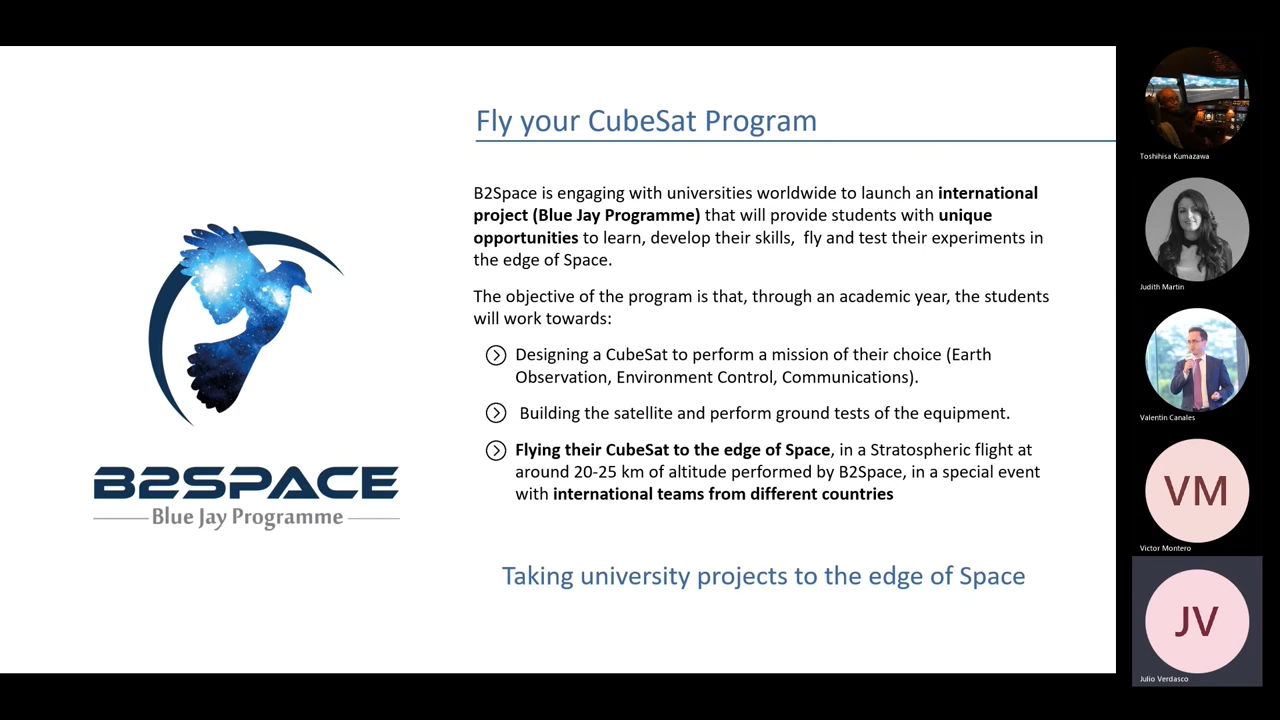 Fly your CubeSat Program
B2Space is engaging with universities worldwide to launch an international
project (Blue Jay Programme) that will provide students with unique
opportunities to learn, develop their skills,  fly and test their experiments in
the edge of Space.
The objective of the program is that, through an academic year, the students
will work towards:
Designing a CubeSat to perform a mission of their choice (Earth
Observation, Environment Control, Communications).
Building the satellite and perform ground tests of the equipment.
Flying their CubeSat to the edge of Space, in a Stratospheric flight at
around 20-25 km of altitude performed by B2Space, in a special event
with international teams from different countries
Taking university projects to the edge of Space
B2SPACE
Blue Jay Programme
Toshihisa Kumazawa
Judith Martin
Valentin Canales
VM
Victor Montero
JV
Julio Verdasco